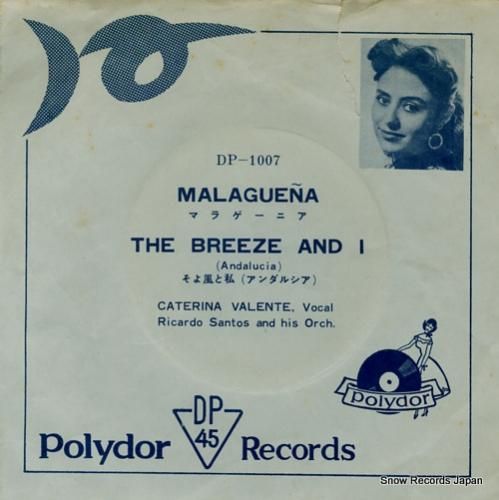 DP-1007
MALAGUEÑA
マラゲーニア
THE BREEZE AND I
(Andalucia)
そよ風と私 (アンダルシア)
CATERINA VALENTE, Vocal
Ricardo Santos and his Orch.
polydor
DP
45
Polydor Records
Snow Records Japan